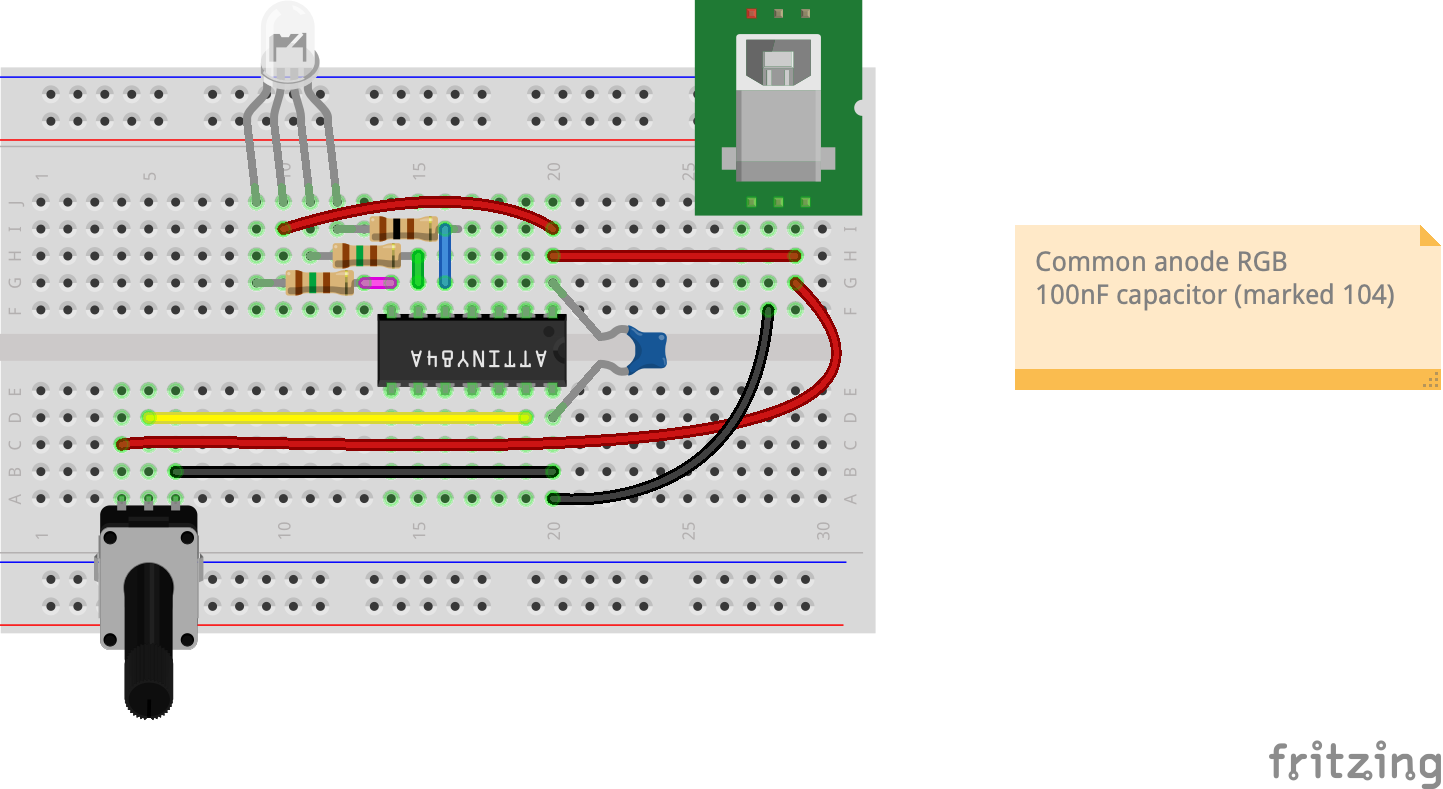 1
5
10
15
20
25
J
J
I
I
H
H
G
G
F
F
ATTINY84A
E
E
D
D
C
C
B
B
A
A
1
10
15
20
25
30
Common anode RGB
100nF capacitor (marked 104)
fritzing